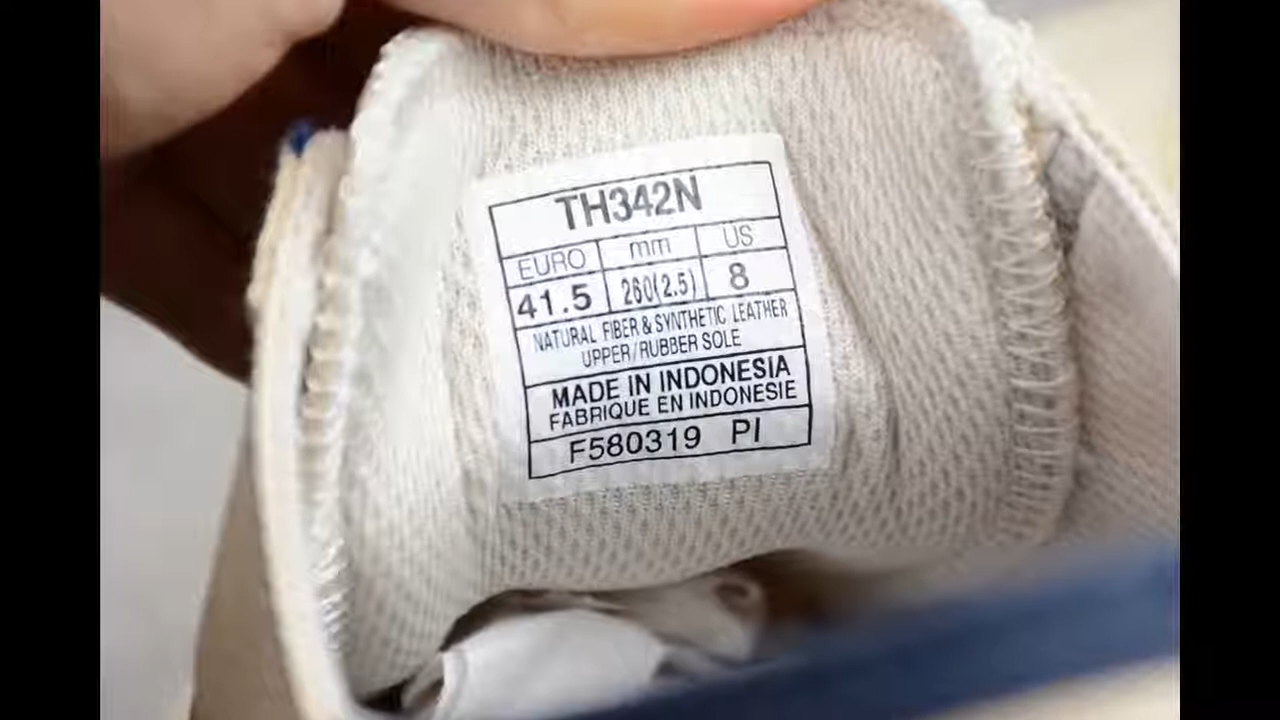 TH342N
EURO mm US
41.5 260(2.5) 8
NATURAL FIBER & SYNTHETIC LEATHER
UPPER/RUBBER SOLE
MADE IN INDONESIA
FABRIQUE EN INDONESIE
F580319 PI